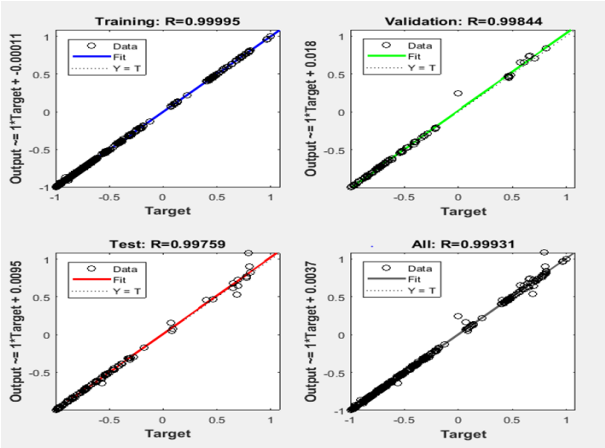 Training: R=0.99995
Output ~= 1*Target + -0.00011
Data
Fit
Y = T
1
0.5
0
-0.5
-1
-1 -0.5 0 0.5 1
Target
Validation: R=0.99844
Output ~= 1*Target + 0.018
Data
Fit
Y = T
1
0.5
0
-0.5
-1
-1 -0.5 0 0.5 1
Target
Test: R=0.99759
Output ~= 1*Target + 0.0095
Data
Fit
Y = T
1
0.5
0
-0.5
-0.5 0 0.5 1
Target
All: R=0.99931
Output ~= 1*Target + 0.0037
Data
Fit
Y = T
1
0.5
0
-0.5
-1
-1 -0.5 0 0.5 1
Target